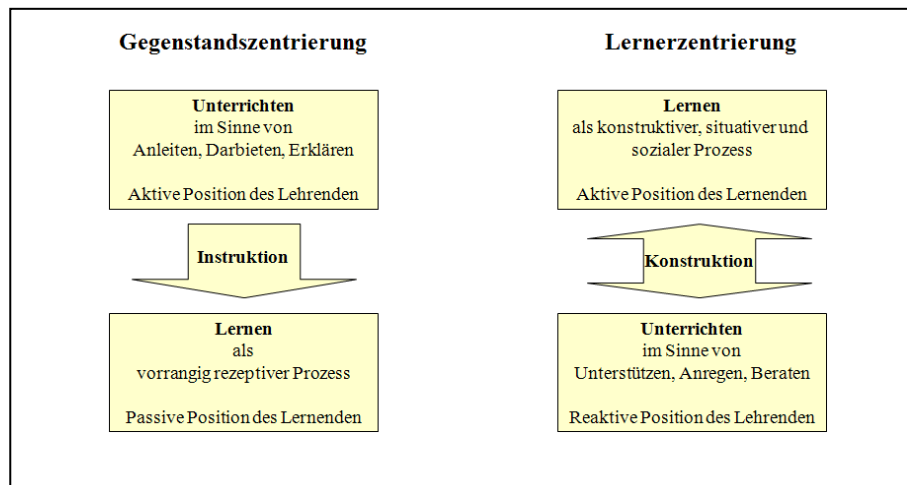 Gegenstandszentrierung
Unterrichten
im Sinne von
Anleiten, Darbieten, Erklären
Aktive Position des Lehrenden
Instruktion
Lernen
als
vorrangig rezeptiver Prozess
Passive Position des Lernenden
Lernerzentrierung
Lernen
als konstruktiver, situativer und
sozialer Prozess
Aktive Position des Lernenden
Konstruktion
Unterrichten
im Sinne von
Unterstützen, Anregen, Beraten
Reaktive Position des Lehrenden